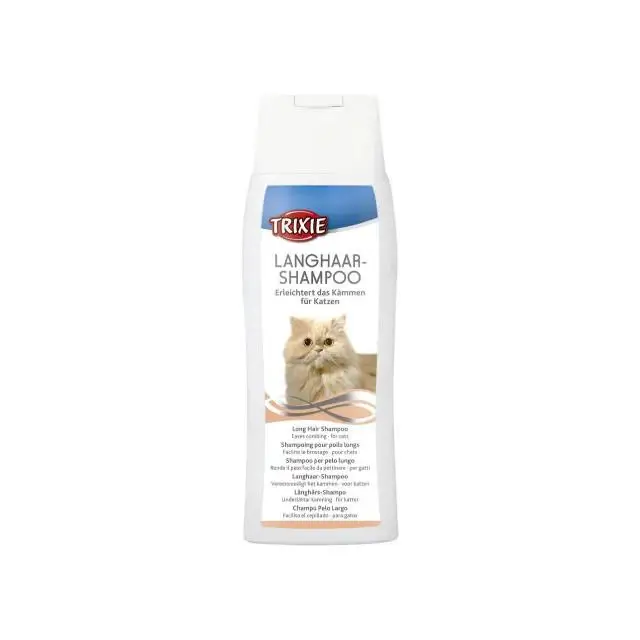 TRIXIE
LANGHAAR-
SHAMPOO
Erleichtert das Kämmen
für Katzen
Long Hair Shampoo
Eases combing · for cats
Shampoing pour poils longs
Facilite le brossage · pour chats
Shampoo per pelo lungo
Rende il pelo facile da pettinare · per gatti
Langhaar-Shampoo
Vereenvoudigt het kammen · voor katten
Långhårs-Shampo
Underlättar kamning · för katter
Champú Pelo Largo
Facilita el cepillado · para gatos